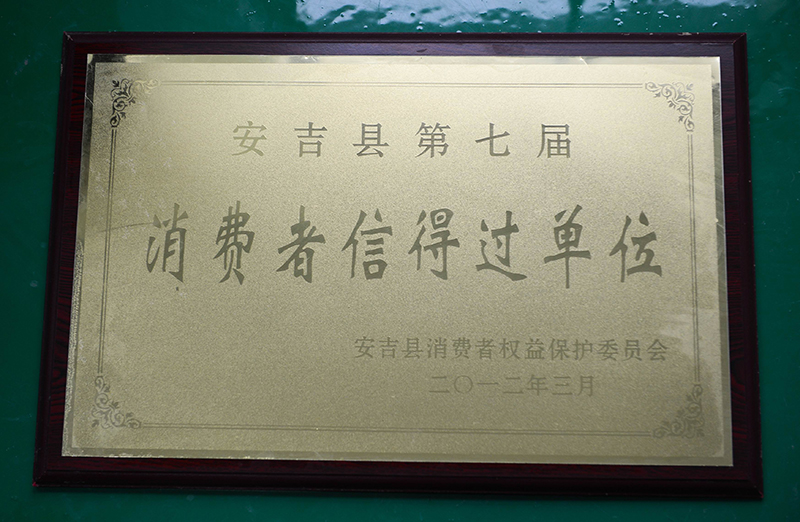 安吉县第七届
消费者信得过单位
安吉县消费者权益保护委员会
二〇一二年三月